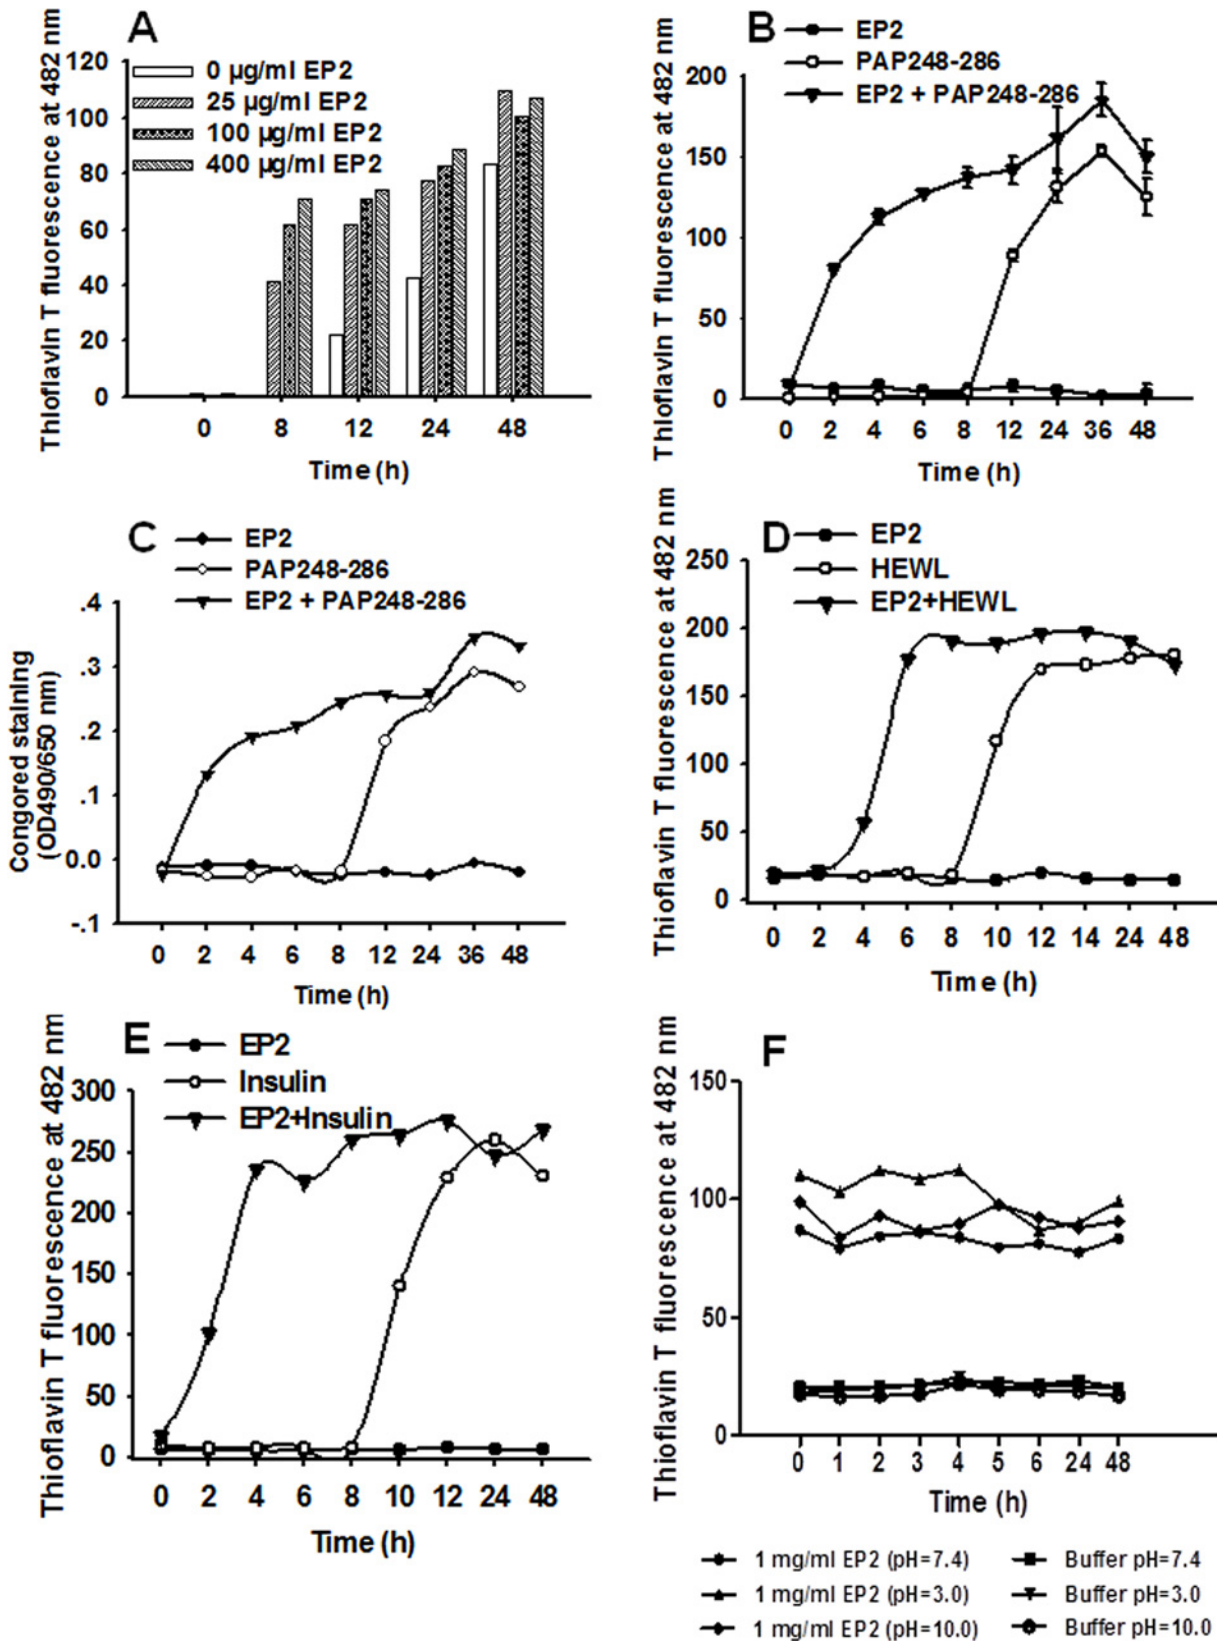 A
Thioflavin T fluorescence at 482 nm
0 µg/ml EP2
25 µg/ml EP2
100 µg/ml EP2
400 µg/ml EP2
120
100
80
60
40
20
0
0 8 12 24 48
Time (h)
B
Thioflavin T fluorescence at 482 nm
EP2
PAP248-286
EP2 + PAP248-286
200
150
100
50
0
0 2 4 6 8 12 24 36 48
Time (h)
C
Congored staining
(OD490/650 nm)
EP2
PAP248-286
EP2 + PAP248-286
.4
.3
.2
.1
0.0
-.1
0 2 4 6 8 12 24 36 48
Time (h)
D
Thioflavin T fluorescence at 482 nm
EP2
HEWL
EP2+HEWL
250
200
150
100
50
0
0 2 4 6 8 10 12 14 24 48
Time (h)
E
Thioflavin T fluorescence at 482 nm
EP2
Insulin
EP2+Insulin
300
250
200
150
100
50
0
0 2 4 6 8 10 12 24 48
Time (h)
F
Thioflavin T fluorescence at 482 nm
150
100
50
0
0 1 2 3 4 5 6 24 48
Time (h)
1 mg/ml EP2 (pH=7.4)
1 mg/ml EP2 (pH=3.0)
1 mg/ml EP2 (pH=10.0)
Buffer pH=7.4
Buffer pH=3.0
Buffer pH=10.0